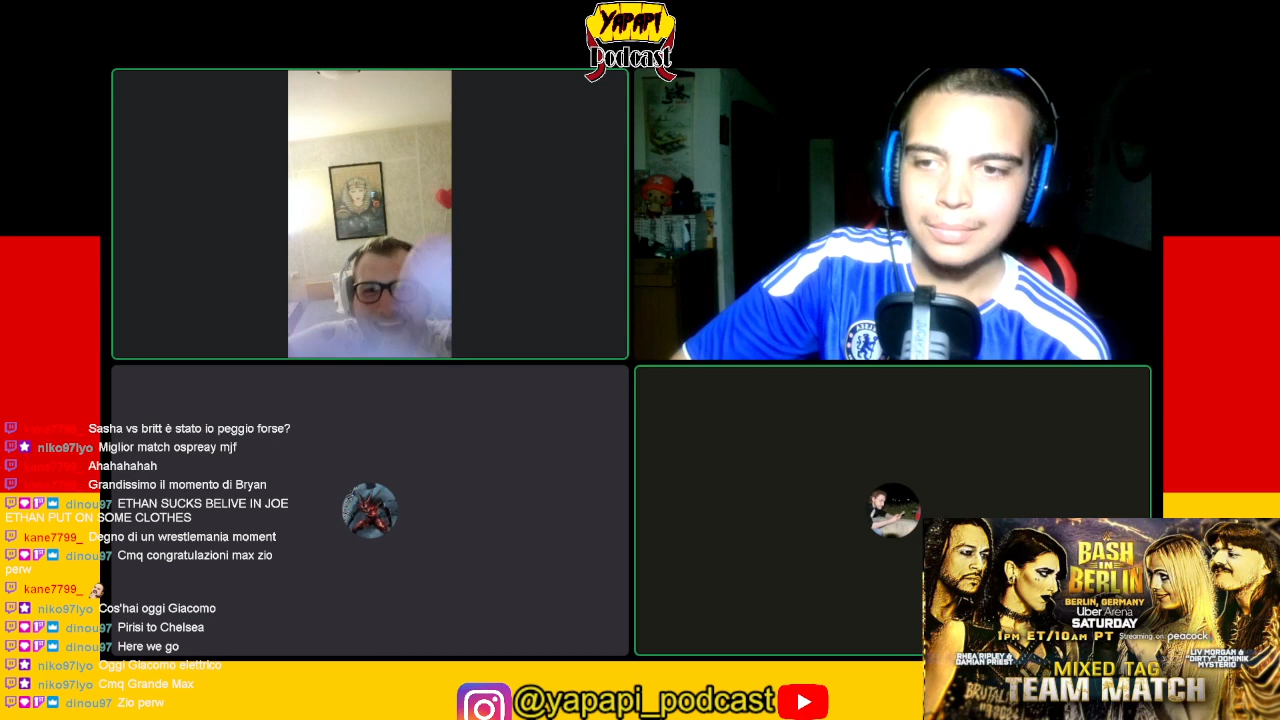 YAPAPI
Podcast
CHELSEA
Sasha vs britt è stato io peggio forse?
niko97lyo Miglior match ospreay mjf
Ahahahahah
Grandissimo il momento di Bryan
dinou97 ETHAN SUCKS BELIVE IN JOE
ETHAN PUT ON SOME CLOTHES
kane7799_ Degno di un wrestlemania moment
dinou97 Cmq congratulazioni max zio
perw
kane7799_
niko97lyo Cos'hai oggi Giacomo
dinou97 Pirisi to Chelsea
dinou97 Here we go
niko97lyo Oggi Giacomo elettrico
niko97lyo Cmq Grande Max
dinou97 Zio perw
BASH
IN
BERLIN
BERLIN, GERMANY
Uber Arena
SATURDAY
1PM ET/10AM PT Streaming on peacock
RHEA RIPLEY &
DAMIAN PRIEST
LIV MORGAN &
"DIRTY" DOMINIK
MYSTERIO
MIXED TAG
TEAM MATCH
@yapapi_podcast